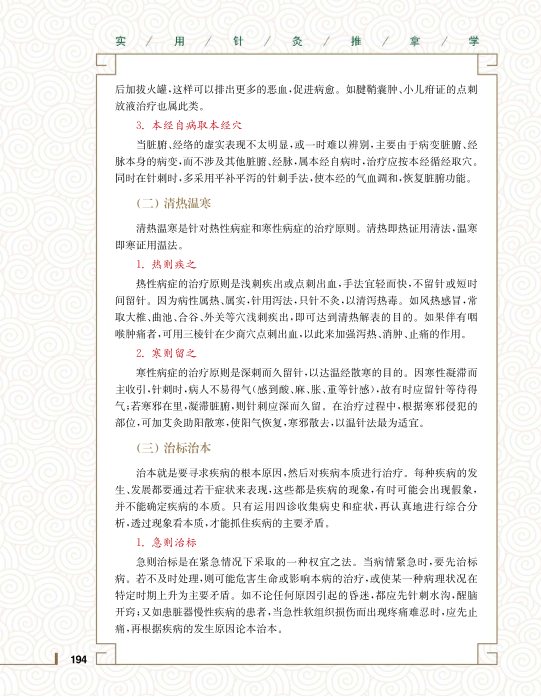 实 / 用 / 针 / 灸 / 推 / 拿 / 学
后加拔火罐,这样可以排出更多的恶血,促进病愈。如腱鞘囊肿、小儿疳证的点刺
放液治疗也属此类。
3. 本经自病取本经穴
当脏腑、经络的虚实表现不太明显,或一时难以辨别,主要由于病变脏腑、经
脉本身的病变,而不涉及其他脏腑、经脉,属本经自病时,治疗应按本经循经取穴。
同时在针刺时,多采用平补平泻的针刺手法,使本经的气血调和,恢复脏腑功能。
(二) 清热温寒
清热温寒是针对热性病症和寒性病症的治疗原则。清热即热证用清法,温寒
即寒证用温法。
1. 热则疾之
热性病症的治疗原则是浅刺疾出或点刺出血,手法宜轻而快,不留针或短时
间留针。因为病性属热、属实,针用泻法,只针不灸,以清泻热毒。如风热感冒,常
取大椎、曲池、合谷、外关等穴浅刺疾出,即可达到清热解表的目的。如果伴有咽
喉肿痛者,可用三棱针在少商穴点刺出血,以此来加强泻热、消肿、止痛的作用。
2. 寒则留之
寒性病症的治疗原则是深刺而久留针,以达温经散寒的目的。因寒性凝滞而
主收引,针刺时,病人不易得气(感到酸、麻、胀、重等针感),故有时应留针等待得
气;若寒邪在里,凝滞脏腑,则针刺应深而久留。在治疗过程中,根据寒邪侵犯的
部位,可加艾灸助阳散寒,使阳气恢复,寒邪散去,以温针法最为适宜。
(三) 治标治本
治本就是要寻求疾病的根本原因,然后对疾病本质进行治疗。每种疾病的发
生、发展都要通过若干症状来表现,这些都是疾病的现象,有时可能会出现假象,
并不能确定疾病的本质。只有运用四诊收集病史和症状,再认真地进行综合分
析,透过现象看本质,才能抓住疾病的主要矛盾。
1. 急则治标
急则治标是在紧急情况下采取的一种权宜之法。当病情紧急时,要先治标
病。若不及时处理,则可能危害生命或影响本病的治疗,或使某一种病理状况在
特定时期上升为主要矛盾。如不论任何原因引起的昏迷,都应先针刺水沟,醒脑
开窍;又如患脏器慢性疾病的患者,当急性软组织损伤而出现疼痛难忍时,应先止
痛,再根据疾病的发生原因论本治本。
194